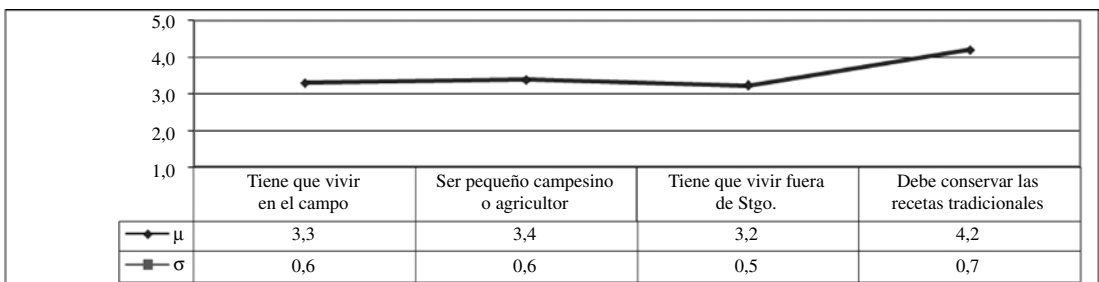 5,0
4,0
3,0
2,0
1,0
Tiene que vivir
en el campo
Ser pequeño campesino
o agricultor
Tiene que vivir fuera
de Stgo.
Debe conservar las
recetas tradicionales
μ 3,3 3,4 3,2 4,2
σ 0,6 0,6 0,5 0,7